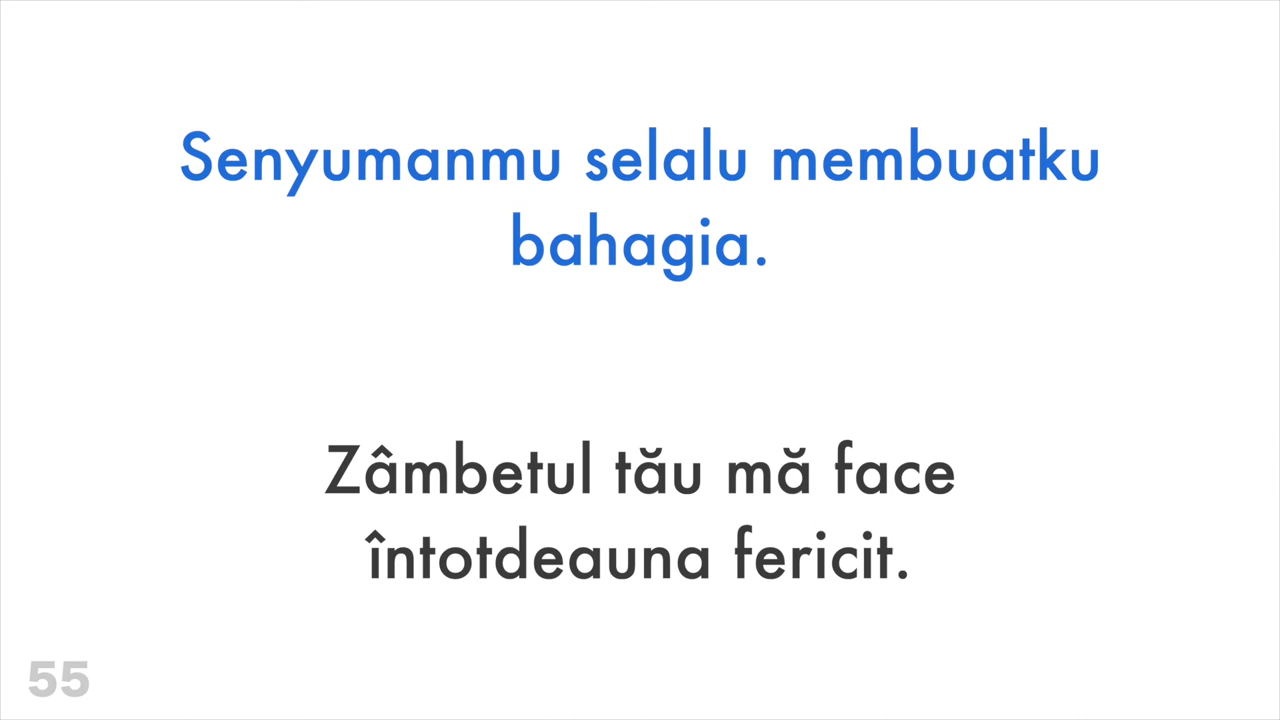 Senyumanmu selalu membuatku
bahagia.
Zâmbetul tău mă face
întotdeauna fericit.
55